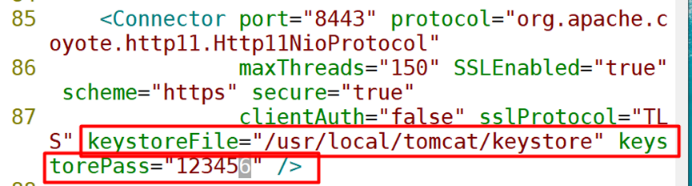 85 <Connector port="8443" protocol="org.apache.c
oyote.http11.Http11NioProtocol"
86 maxThreads="150" SSLEnabled="true"
scheme="https" secure="true"
87 clientAuth="false" sslProtocol="TL
S" keystoreFile="/usr/local/tomcat/keystore" keys
torePass="123456" />